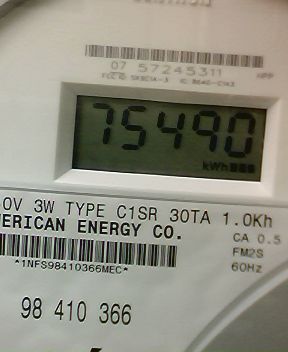 07 57245311
75490
kWh
0V 3W TYPE C1SR 30TA 1.0Kh
ERICAN ENERGY CO.
CA 0.5
FM2S
*1NFS98410366MEC*
60Hz
98 410 366